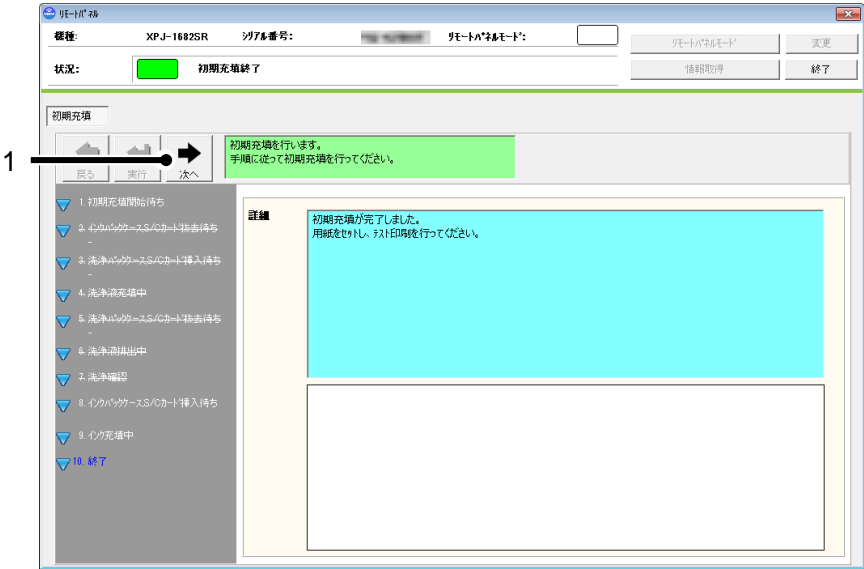 リモートパネル
機種: XPJ-1682SR シリアル番号: リモートパネルモード: リモートパネルモード 変更
状況: 初期充填終了 情報取得 終了
初期充填
1
戻る 実行 次へ
初期充填を行います。
手順に従って初期充填を行ってください。
1. 初期充填開始待ち
2. インクパックケース,S/Cカード抜去待ち
-
3. 洗浄パックケース,S/Cカード挿入待ち
-
4. 洗浄液充填中
5. 洗浄パックケース,S/Cカード抜去待ち
-
6. 洗浄液排出中
7. 洗浄確認
8. インクパックケース,S/Cカード挿入待ち
9. インク充填中
10. 終了
詳細
初期充填が完了しました。
用紙をセットし、テスト印刷を行ってください。